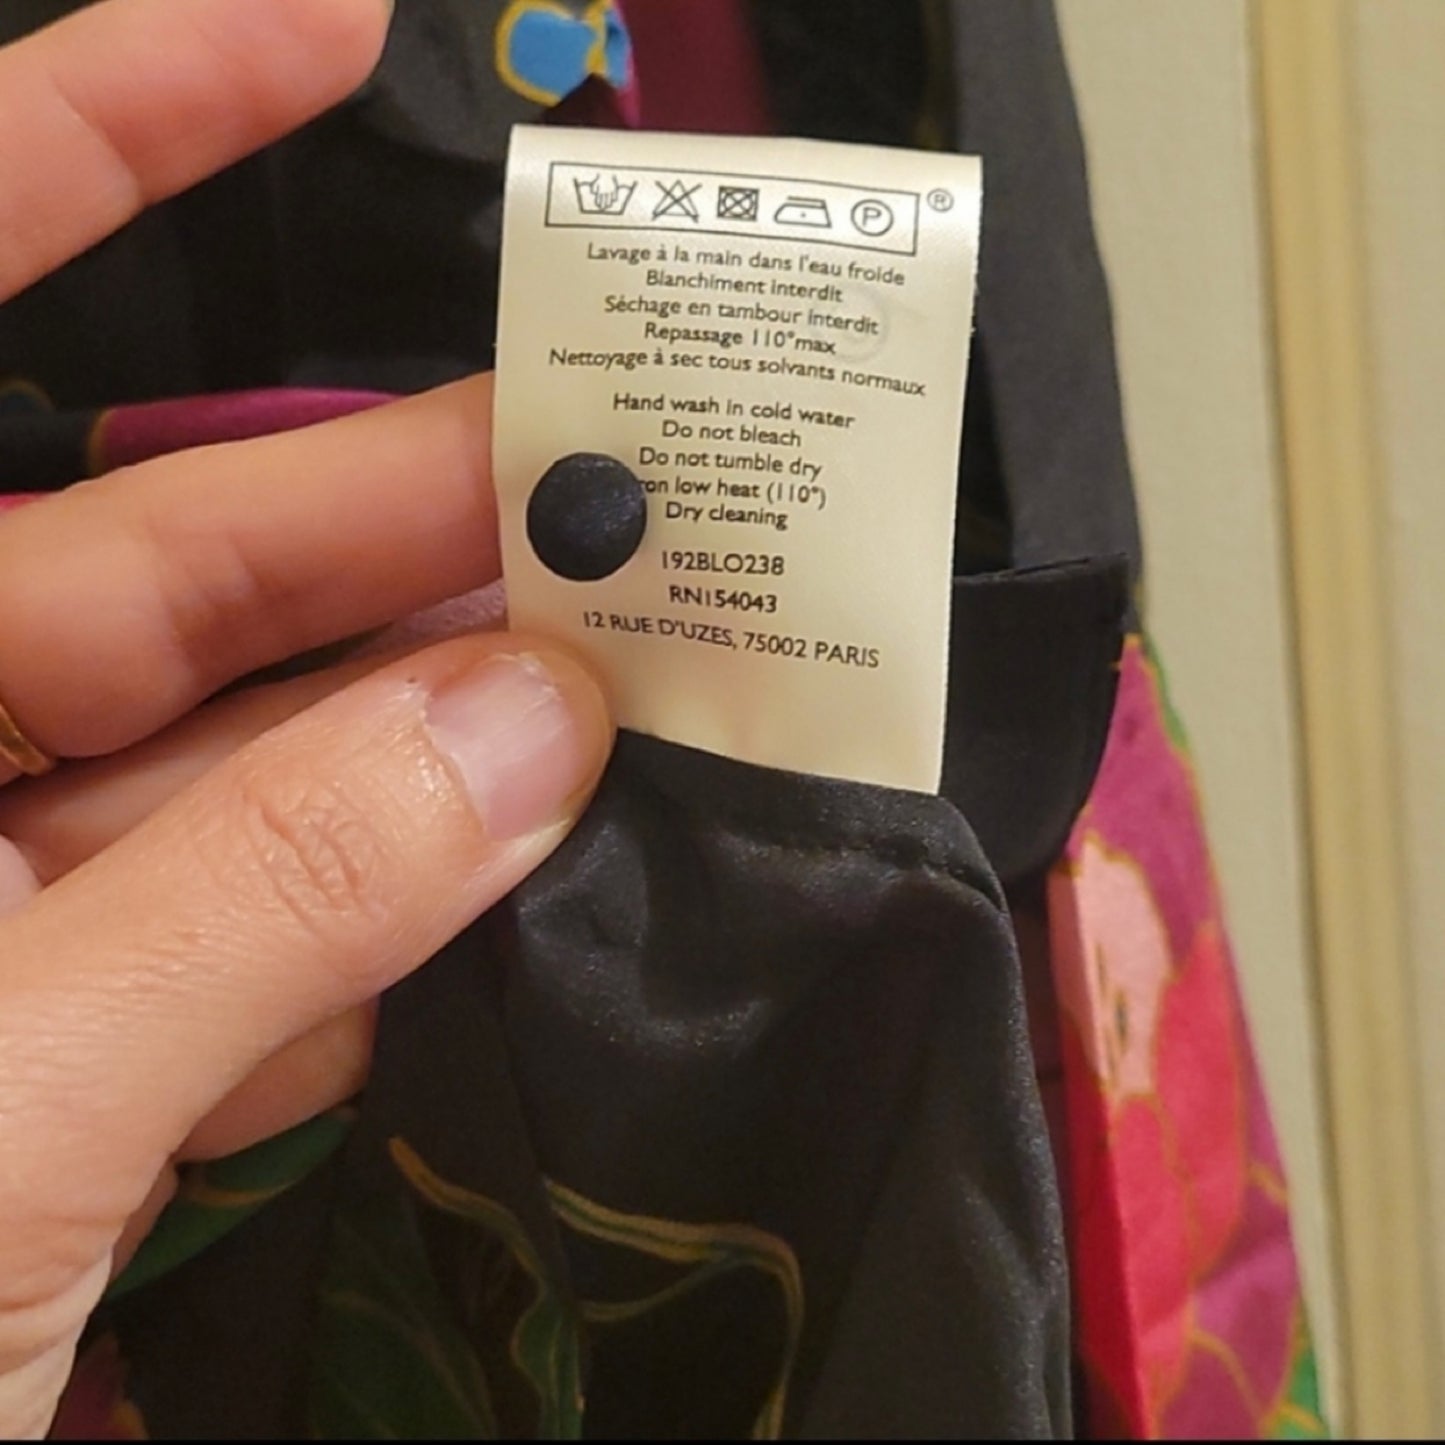 P
®
Lavage à la main dans l'eau froide
Blanchiment interdit
Séchage en tambour interdit
Repassage 110°max
Nettoyage à sec tous solvants normaux
Hand wash in cold water
Do not bleach
Do not tumble dry
on low heat (110°)
Dry cleaning
192BLO238
RN154043
12 RUE D'UZES, 75002 PARIS